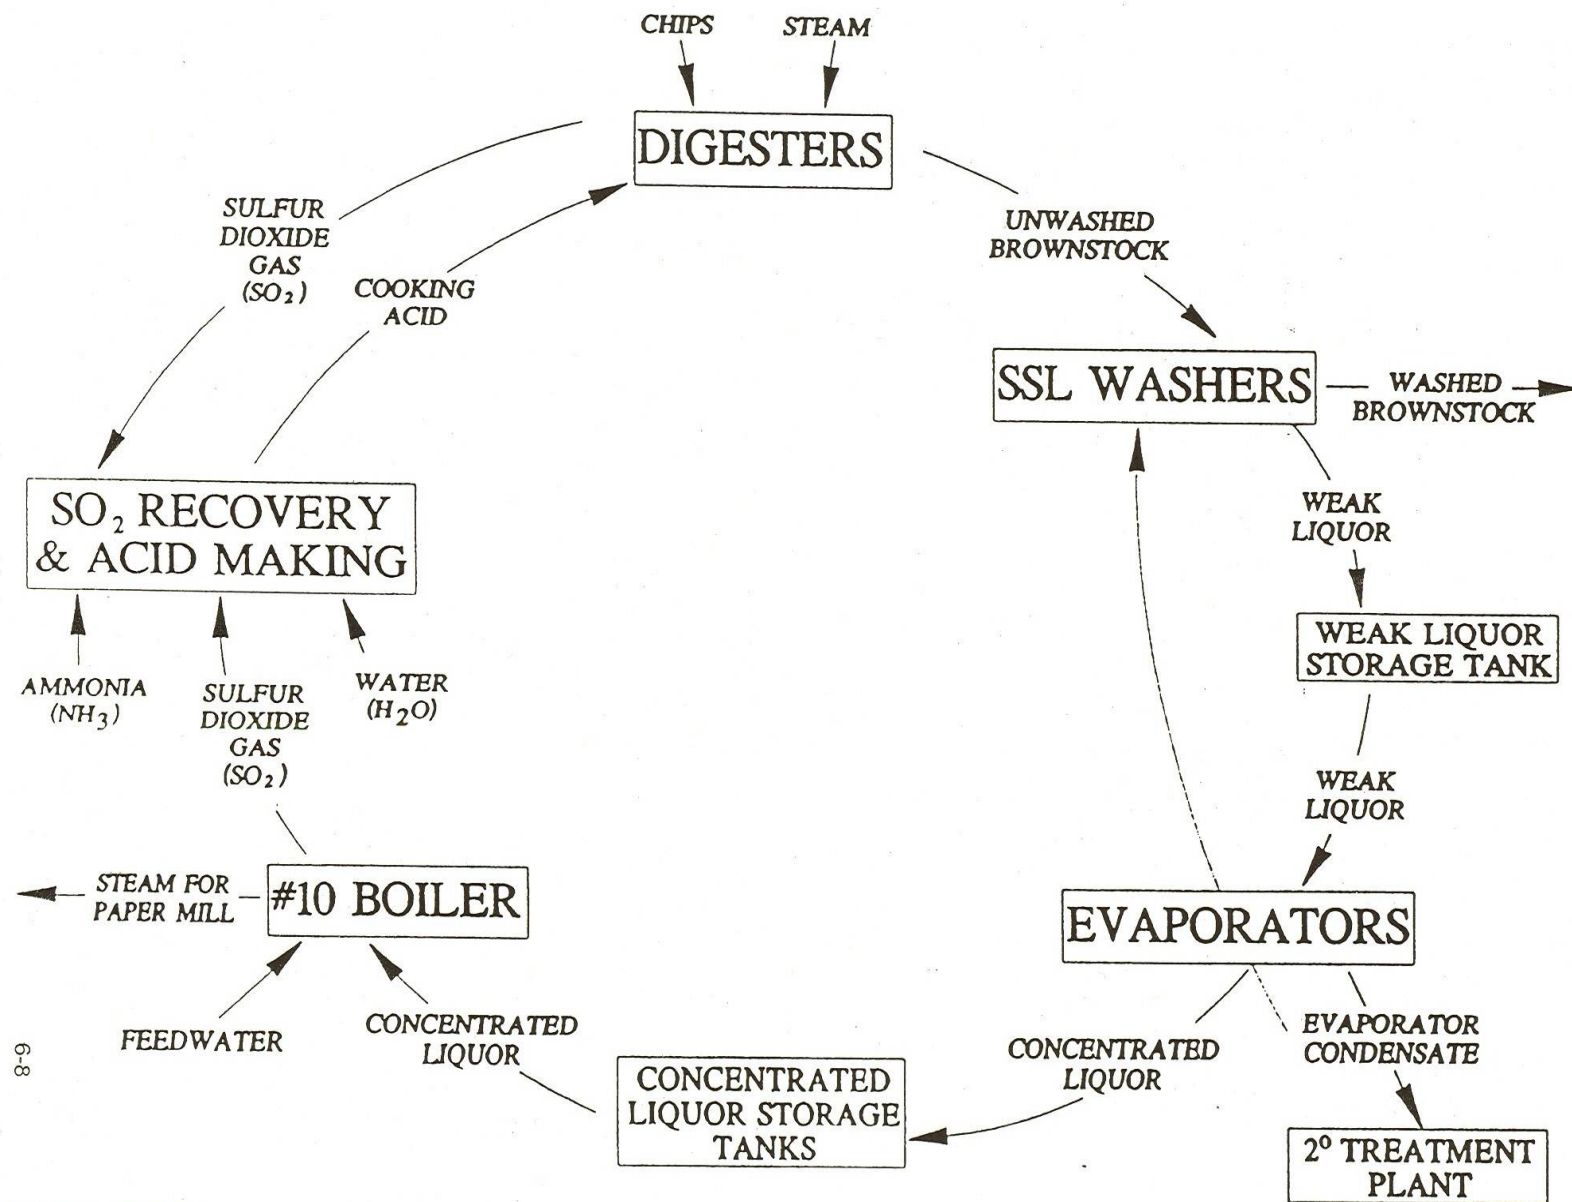 CHIPS
STEAM
DIGESTERS
SULFUR
DIOXIDE
GAS
(SO₂)
COOKING
ACID
UNWASHED
BROWNSTOCK
SSL WASHERS
WASHED
BROWNSTOCK
SO₂ RECOVERY
& ACID MAKING
WEAK
LIQUOR
WEAK LIQUOR
STORAGE TANK
AMMONIA
(NH₃)
SULFUR
DIOXIDE
GAS
(SO₂)
WATER
(H₂O)
WEAK
LIQUOR
STEAM FOR
PAPER MILL
#10 BOILER
EVAPORATORS
FEEDWATER
CONCENTRATED
LIQUOR
CONCENTRATED
LIQUOR STORAGE
TANKS
CONCENTRATED
LIQUOR
EVAPORATOR
CONDENSATE
2º TREATMENT
PLANT
6-8